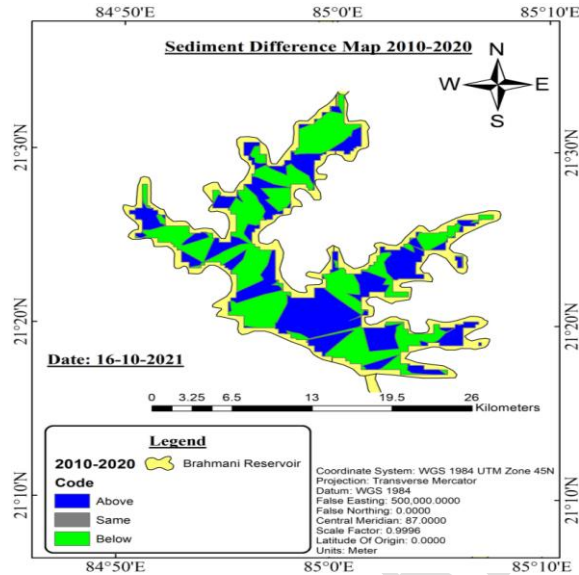 84°50'E 85°0'E 85°10'E
Sediment Difference Map 2010-2020
N
W E
S
21°30'N 21°30'N
21°20'N 21°20'N
Date: 16-10-2021
0 3.25 6.5 13 19.5 26
Kilometers
Legend
2010-2020 Brahmani Reservoir
Code
Above
Same
Below
Coordinate System: WGS 1984 UTM Zone 45N
Projection: Transverse Mercator
Datum: WGS 1984
False Easting: 500,000.0000
False Northing: 0.0000
Central Meridian: 87.0000
Scale Factor: 0.9996
Latitude Of Origin: 0.0000
Units: Meter
21°10'N 21°10'N
84°50'E 85°0'E 85°10'E